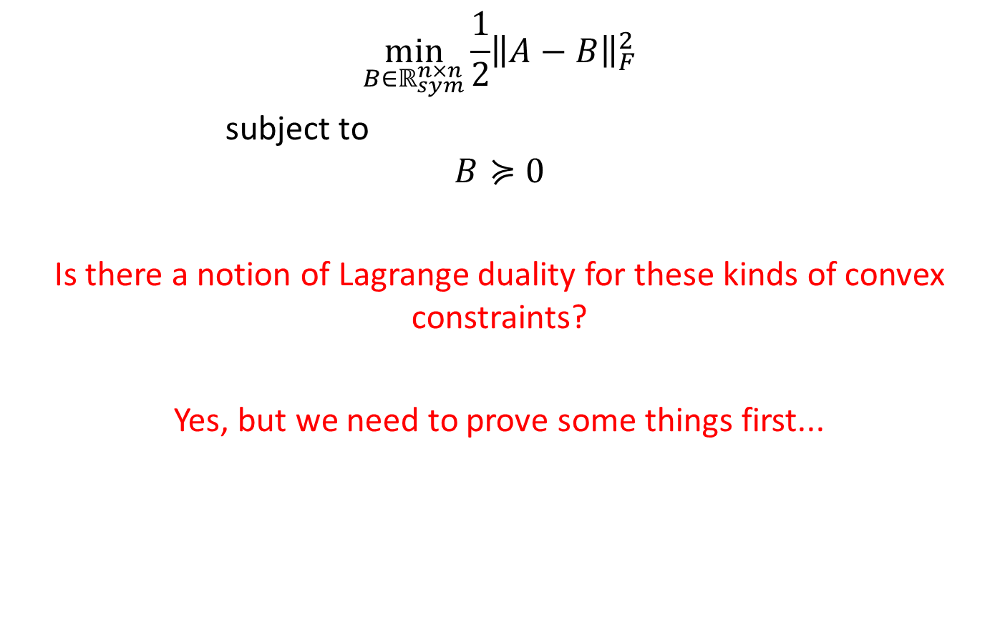 $$\min_{B \in \mathbb{R}^{n \times n}_{sym}} \frac{1}{2} \|A - B\|_F^2$$
subject to
$$B \succcurlyeq 0$$
Is there a notion of Lagrange duality for these kinds of convex
constraints?
Yes, but we need to prove some things first...